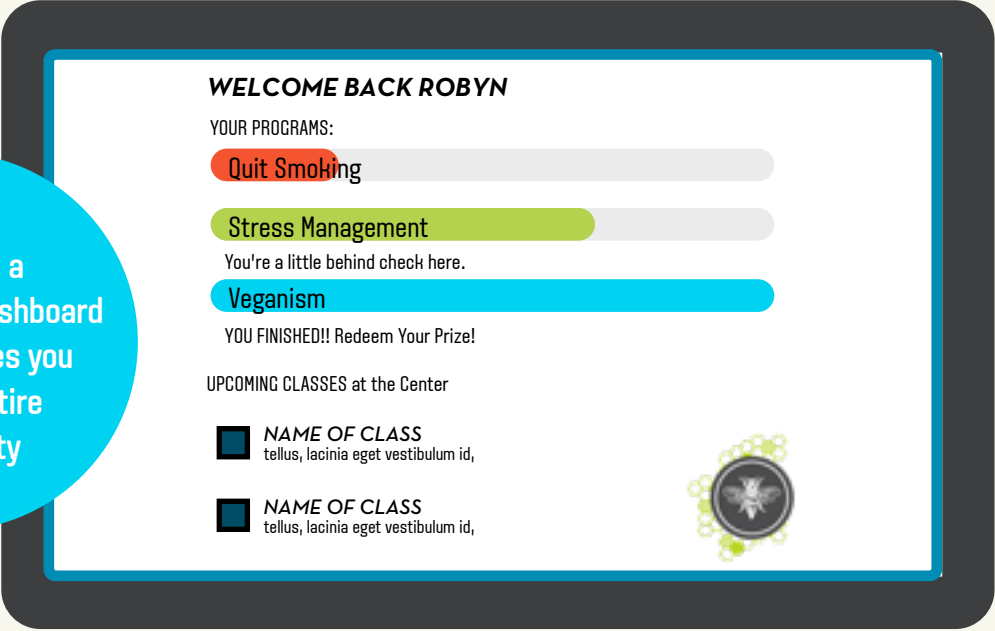 WELCOME BACK ROBYN
YOUR PROGRAMS:
Quit Smoking
Stress Management
You're a little behind check here.
Veganism
YOU FINISHED!! Redeem Your Prize!
UPCOMING CLASSES at the Center
NAME OF CLASS
tellus, lacinia eget vestibulum id,
NAME OF CLASS
tellus, lacinia eget vestibulum id,
a
shboard
es you
tire
ty